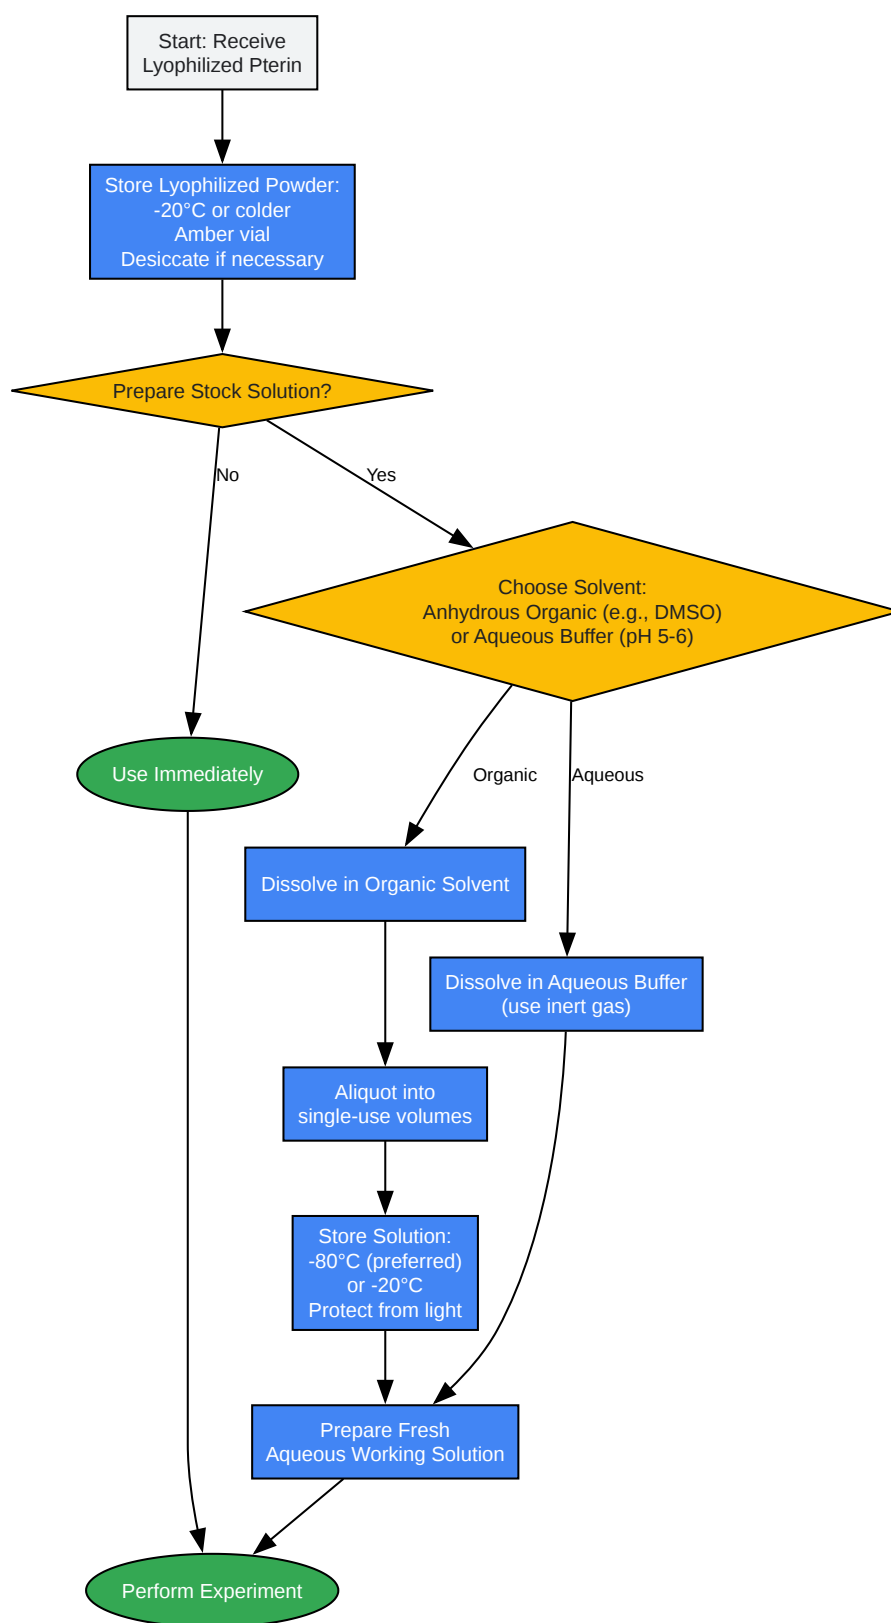 Start: Receive
Lyophilized Pterin
Store Lyophilized Powder:
-20°C or colder
Amber vial
Desiccate if necessary
Prepare Stock Solution?
No
Yes
Choose Solvent:
Anhydrous Organic (e.g., DMSO)
or Aqueous Buffer (pH 5-6)
Use Immediately
Organic
Aqueous
Dissolve in Organic Solvent
Dissolve in Aqueous Buffer
(use inert gas)
Aliquot into
single-use volumes
Store Solution:
-80°C (preferred)
or -20°C
Protect from light
Prepare Fresh
Aqueous Working Solution
Perform Experiment